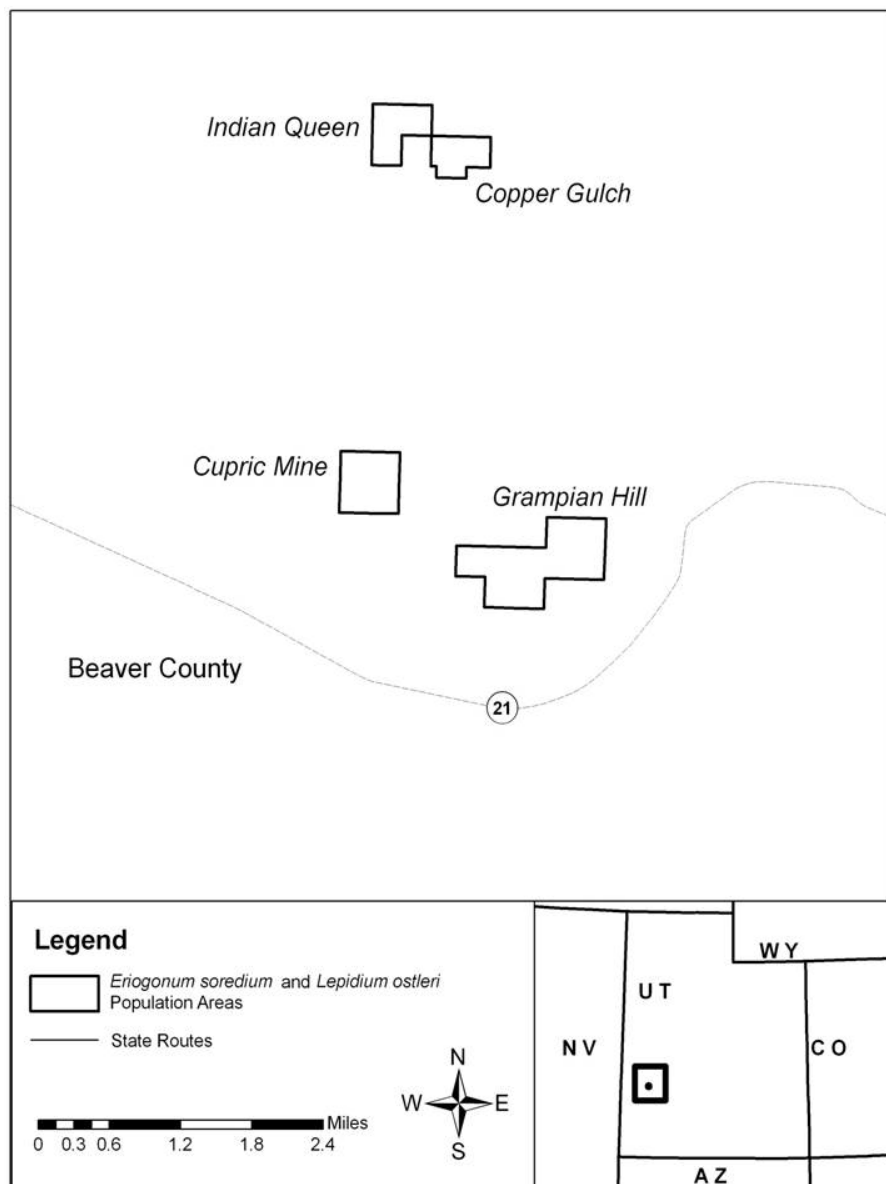 Indian Queen
Copper Gulch
Cupric Mine
Grampian Hill
Beaver County
21
Legend
Eriogonum soredium and Lepidium ostleri
Population Areas
State Routes
Miles
0 0.3 0.6 1.2 1.8 2.4
N
W E
S
WY
UT
NV
CO
AZ